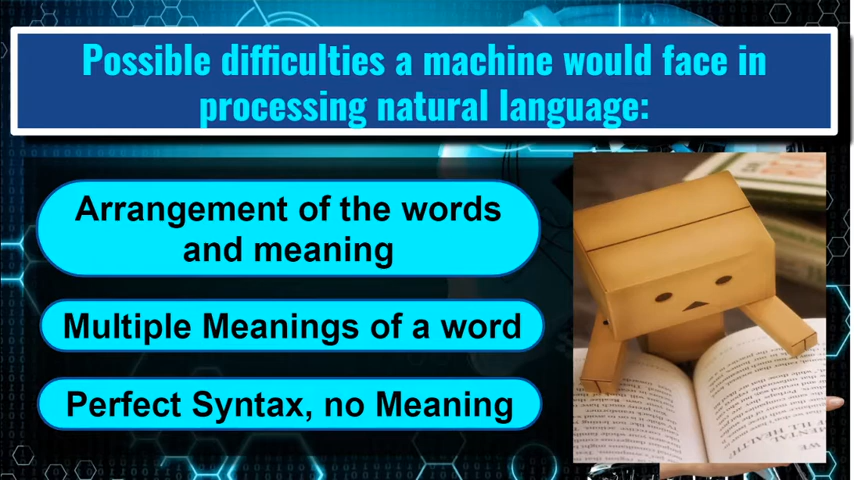 Possible difficulties a machine would face in
processing natural language:
Arrangement of the words
and meaning
Multiple Meanings of a word
Perfect Syntax, no Meaning